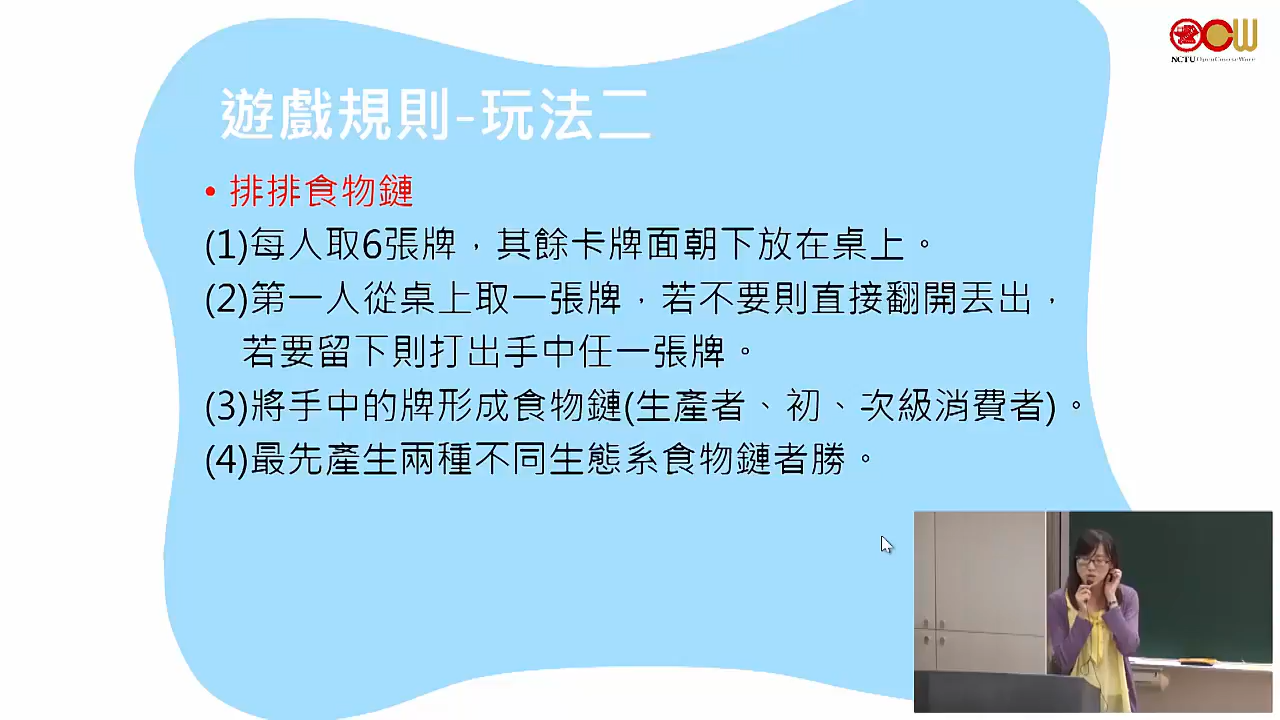 OCW
NCTU OpenCourseWare
遊戲規則-玩法二
• 排排食物鏈
(1)每人取6張牌，其餘卡牌面朝下放在桌上。
(2)第一人從桌上取一張牌，若不要則直接翻開丟出，
若要留下則打出手中任一張牌。
(3)將手中的牌形成食物鏈(生產者、初、次級消費者)。
(4)最先產生兩種不同生態系食物鏈者勝。